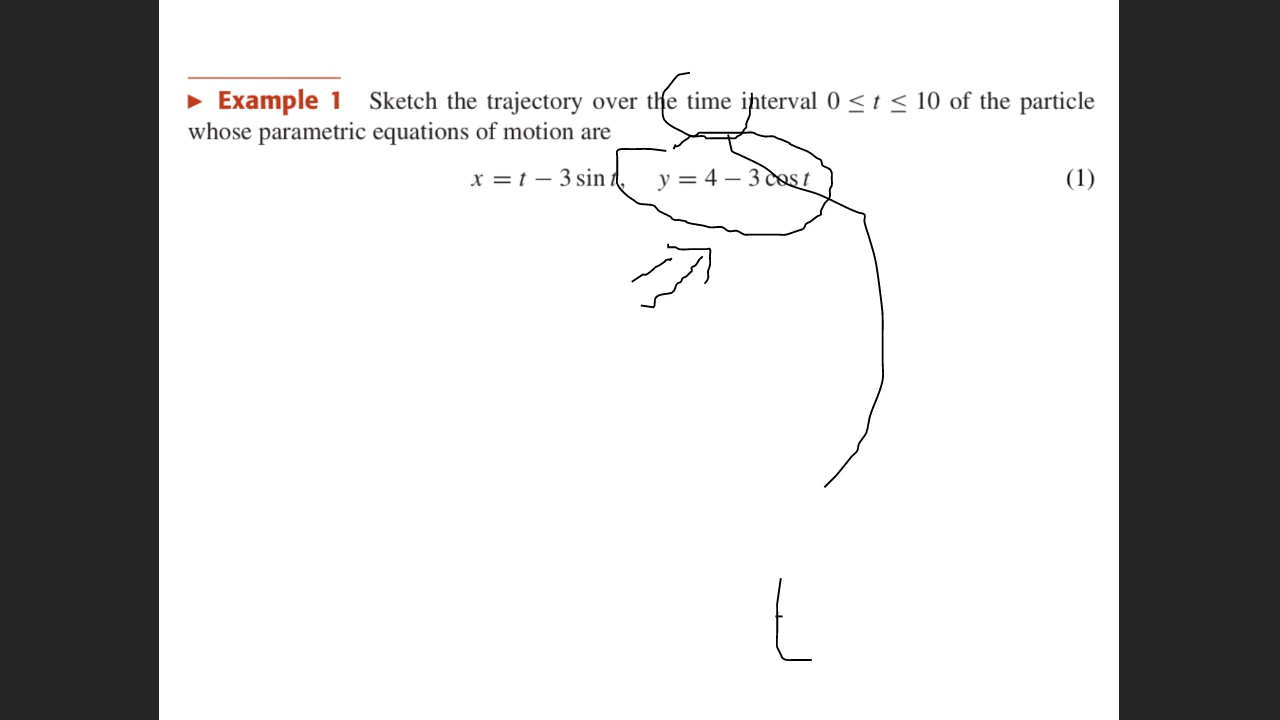 ► Example 1 Sketch the trajectory over the time interval 0 ≤ t ≤ 10 of the particle
whose parametric equations of motion are
x = t − 3 sin t, y = 4 − 3 cos t (1)